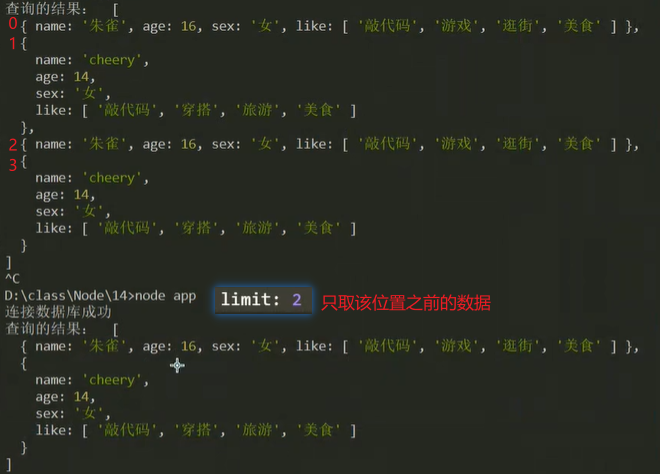 查询的结果： [
0 { name: '朱雀', age: 16, sex: '女', like: [ '敲代码', '游戏', '逛街', '美食' ] },
1 {
name: 'cheery',
age: 14,
sex: '女',
like: [ '敲代码', '穿搭', '旅游', '美食' ]
},
2 { name: '朱雀', age: 16, sex: '女', like: [ '敲代码', '游戏', '逛街', '美食' ] },
3 {
name: 'cheery',
age: 14,
sex: '女',
like: [ '敲代码', '穿搭', '旅游', '美食' ]
}
]
^C
D:\class\Node\14>node app limit: 2 只取该位置之前的数据
连接数据库成功
查询的结果： [
{ name: '朱雀', age: 16, sex: '女', like: [ '敲代码', '游戏', '逛街', '美食' ] },
{
name: 'cheery',
age: 14,
sex: '女',
like: [ '敲代码', '穿搭', '旅游', '美食' ]
}
]